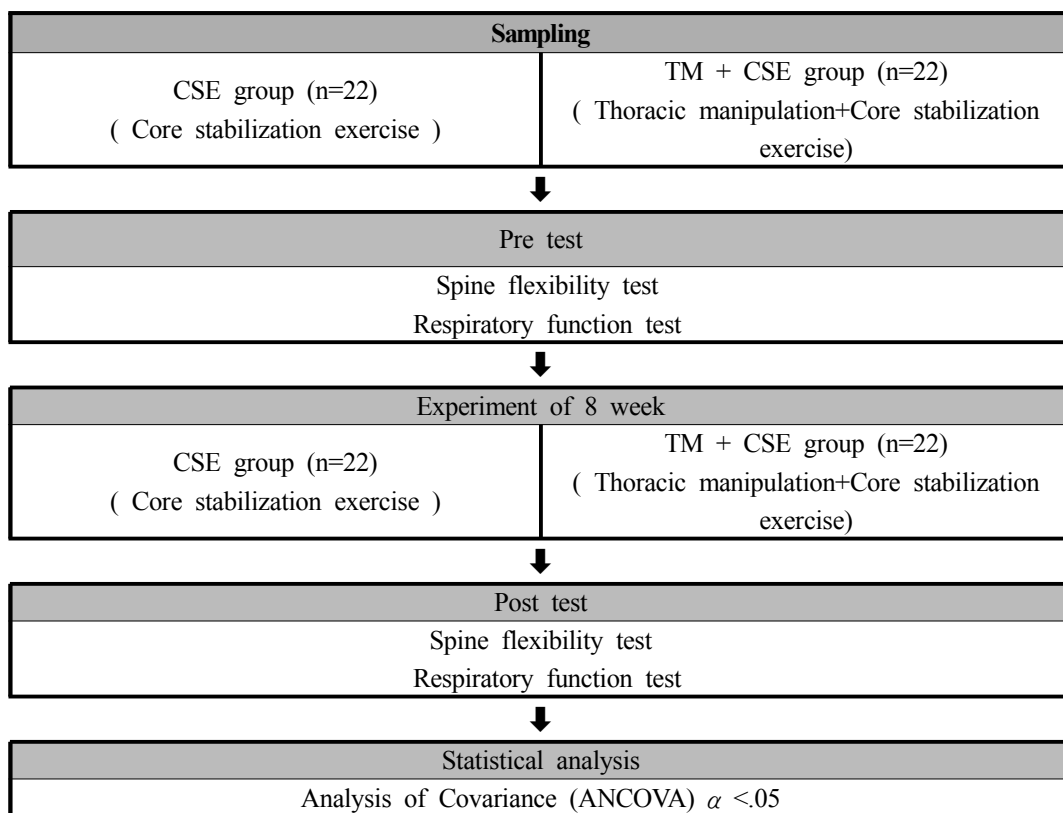 Sampling
CSE group (n=22)
( Core stabilization exercise )
TM + CSE group (n=22)
( Thoracic manipulation+Core stabilization
exercise)
Pre test
Spine flexibility test
Respiratory function test
Experiment of 8 week
CSE group (n=22)
( Core stabilization exercise )
TM + CSE group (n=22)
( Thoracic manipulation+Core stabilization
exercise)
Post test
Spine flexibility test
Respiratory function test
Statistical analysis
Analysis of Covariance (ANCOVA) α <.05